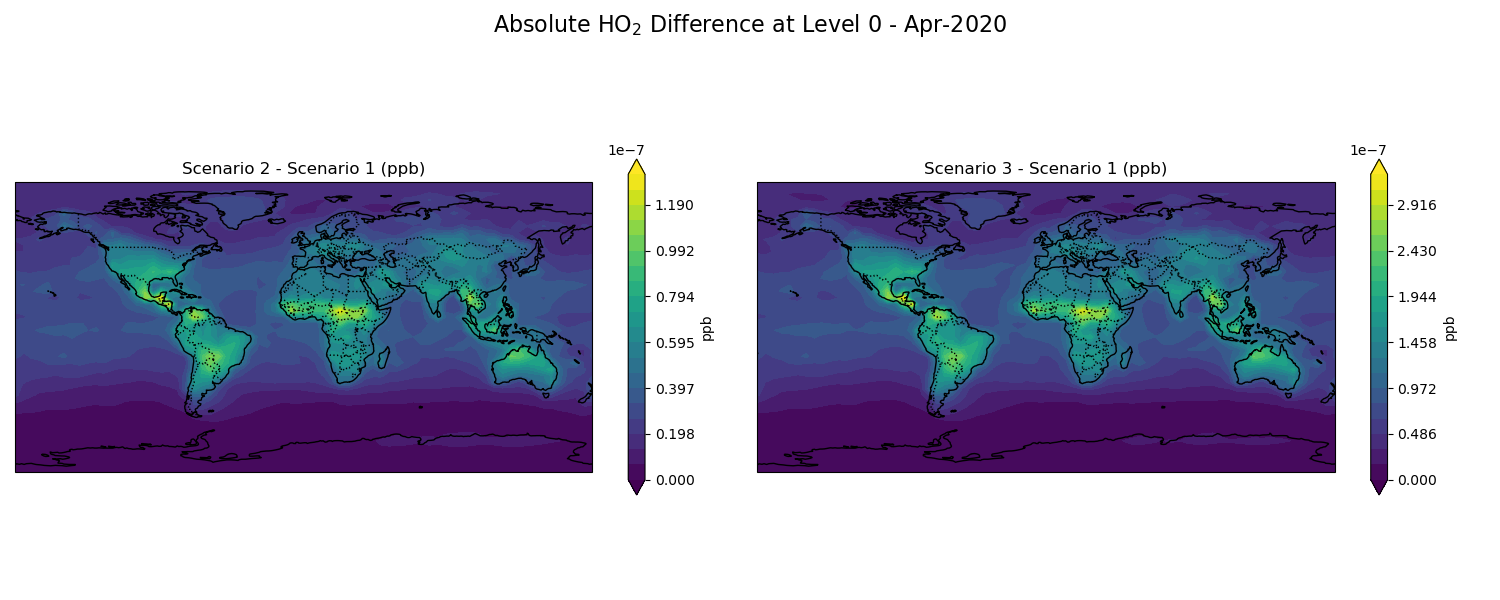 Absolute HO₂ Difference at Level 0 - Apr-2020
Scenario 2 - Scenario 1 (ppb)
1e−7
1.190
0.992
0.794
0.595
0.397
0.198
0.000
ppb
Scenario 3 - Scenario 1 (ppb)
1e−7
2.916
2.430
1.944
1.458
0.972
0.486
0.000
ppb